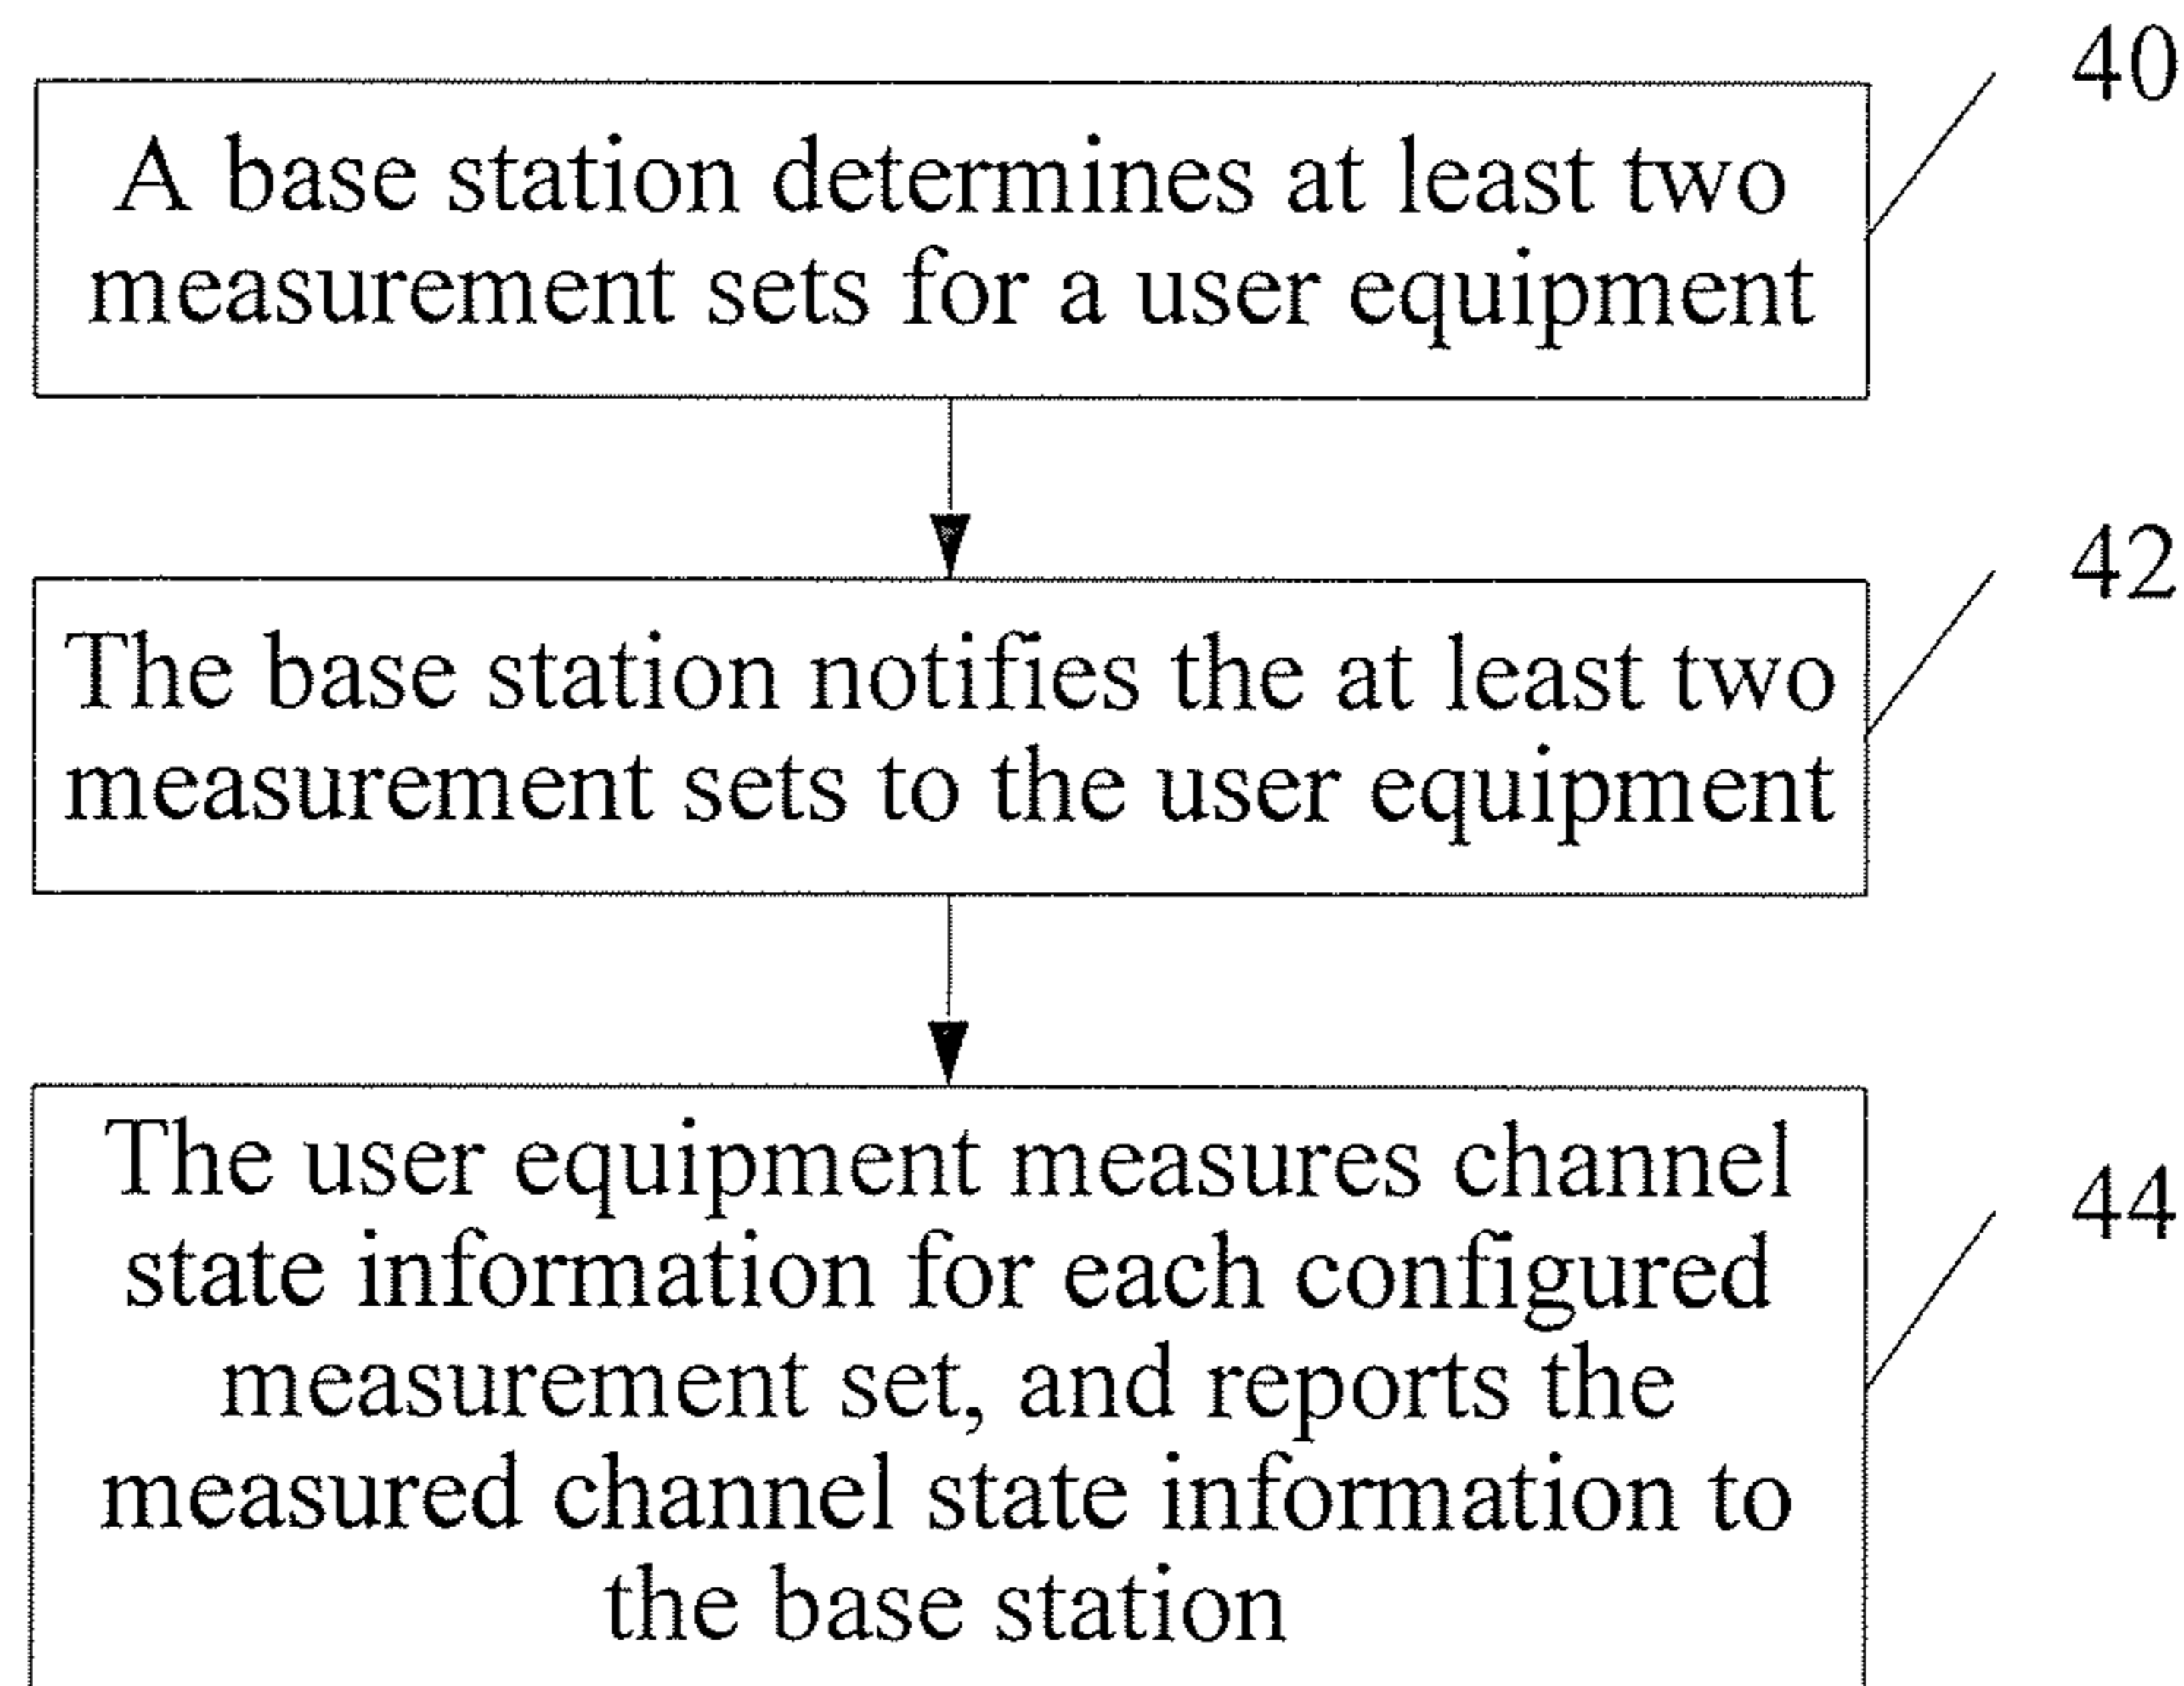 40
A base station determines at least two
measurement sets for a user equipment
42
The base station notifies the at least two
measurement sets to the user equipment
44
The user equipment measures channel
state information for each configured
measurement set, and reports the
measured channel state information to
the base station